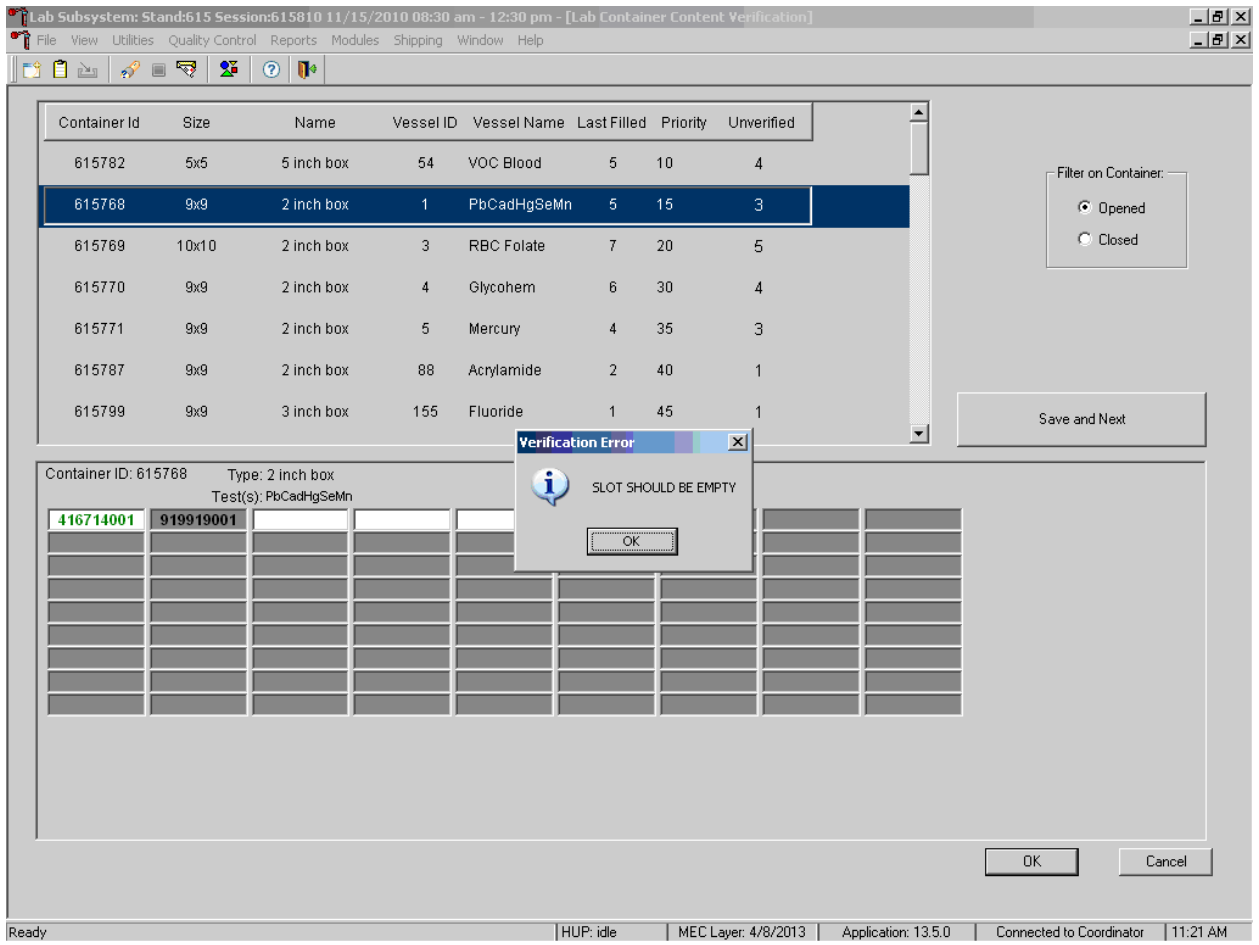 Lab Subsystem: Stand:615 Session:615810 11/15/2010 08:30 am - 12:30 pm - [Lab Container Content Verification]
File View Utilities Quality Control Reports Modules Shipping Window Help
Container Id Size Name Vessel ID Vessel Name Last Filled Priority Unverified
615782 5x5 5 inch box 54 VOC Blood 5 10 4
615768 9x9 2 inch box 1 PbCadHgSeMn 5 15 3
615769 10x10 2 inch box 3 RBC Folate 7 20 5
615770 9x9 2 inch box 4 Glycohem 6 30 4
615771 9x9 2 inch box 5 Mercury 4 35 3
615787 9x9 2 inch box 88 Acrylamide 2 40 1
615799 9x9 3 inch box 155 Fluoride 1 45 1
Filter on Container:
Opened
Closed
Save and Next
Verification Error
SLOT SHOULD BE EMPTY
OK
Container ID: 615768 Type: 2 inch box
Test(s): PbCadHgSeMn
416714001 919919001
OK Cancel
Ready HUP: idle MEC Layer: 4/8/2013 Application: 13.5.0 Connected to Coordinator 11:21 AM